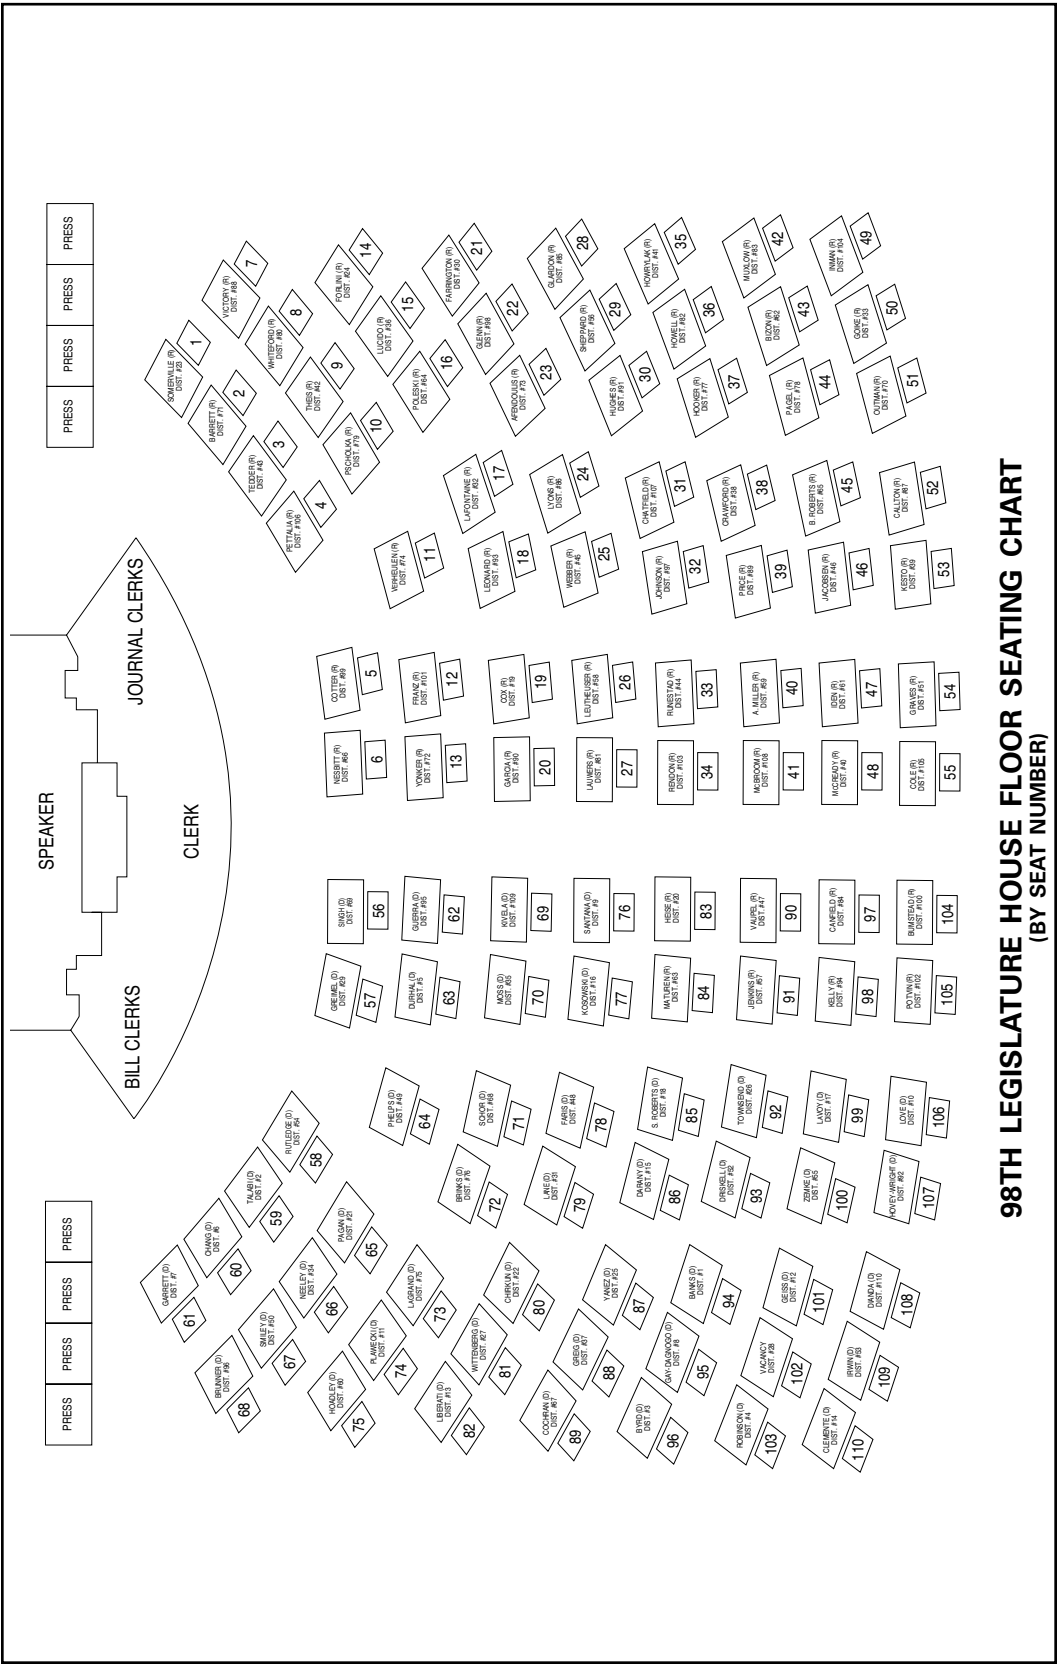 PRESS
PRESS
PRESS
PRESS
PRESS
PRESS
PRESS
PRESS
SPEAKER
BILL CLERKS
CLERK
JOURNAL CLERKS
SOMERVILLE (R)
DIST. #23
1
BARRETT (R)
DIST. #71
2
TEDDER (R)
DIST. #43
3
PETTALIA (R)
DIST. #106
4
COTTER (R)
DIST. #99
5
NESBITT (R)
DIST. #66
6
VICTORY (R)
DIST. #88
7
WHITEFORD (R)
DIST. #80
8
THEIS (R)
DIST. #42
9
PSCHOLKA (R)
DIST. #79
10
VERHEULEN (R)
DIST. #74
11
FRANZ (R)
DIST. #101
12
YONKER (R)
DIST. #72
13
FORLINI (R)
DIST. #24
14
LUCIDO (R)
DIST. #36
15
POLESKI (R)
DIST. #64
16
LAFONTAINE (R)
DIST. #32
17
LEONARD (R)
DIST. #93
18
COX (R)
DIST. #19
19
GARCIA (R)
DIST. #90
20
FARRINGTON (R)
DIST. #30
21
GLENN (R)
DIST. #98
22
AFENDOULIS (R)
DIST. #73
23
LYONS (R)
DIST. #86
24
WEBBER (R)
DIST. #45
25
LEUTHEUSER (R)
DIST. #58
26
LAUWERS (R)
DIST. #81
27
GLARDON (R)
DIST. #85
28
SHEPPARD (R)
DIST. #56
29
HUGHES (R)
DIST. #91
30
CHATFIELD (R)
DIST. #107
31
JOHNSON (R)
DIST. #97
32
RUNESTAD (R)
DIST. #44
33
RENDON (R)
DIST. #103
34
HOWRYLAK (R)
DIST. #41
35
HOWELL (R)
DIST. #82
36
HOOKER (R)
DIST. #77
37
CRAWFORD (R)
DIST. #38
38
PRICE (R)
DIST. #89
39
A. MILLER (R)
DIST. #59
40
McBROOM (R)
DIST. #108
41
MUXLOW (R)
DIST. #83
42
BIZON (R)
DIST. #62
43
PAGEL (R)
DIST. #78
44
B. ROBERTS (R)
DIST. #65
45
JACOBSEN (R)
DIST. #46
46
IDEN (R)
DIST. #61
47
McCREADY (R)
DIST. #40
48
INMAN (R)
DIST. #104
49
GOIKE (R)
DIST. #33
50
OUTMAN (R)
DIST. #70
51
CALLTON (R)
DIST. #87
52
KESTO (R)
DIST. #39
53
GRAVES (R)
DIST. #51
54
COLE (R)
DIST. #105
55
SINGH (D)
DIST. #69
56
GREIMEL (D)
DIST. #29
57
RUTLEDGE (D)
DIST. #54
58
TALABI (D)
DIST. #2
59
CHANG (D)
DIST. #6
60
GARRETT (D)
DIST. #7
61
GUERRA (D)
DIST. #95
62
DURHAL (D)
DIST. #5
63
PHELPS (D)
DIST. #49
64
PAGAN (D)
DIST. #21
65
NEELEY (D)
DIST. #34
66
SMILEY (D)
DIST. #50
67
BRUNNER (D)
DIST. #96
68
KIVELA (D)
DIST. #109
69
MOSS (D)
DIST. #35
70
SCHOR (D)
DIST. #68
71
BRINKS (D)
DIST. #76
72
LAGRAND (D)
DIST. #75
73
PLAWECKI (D)
DIST. #11
74
HOADLEY (D)
DIST. #60
75
SANTANA (D)
DIST. #9
76
KOSOWSKI (D)
DIST. #16
77
FARIS (D)
DIST. #48
78
LANE (D)
DIST. #31
79
CHIRKUN (D)
DIST. #22
80
WITTENBERG (D)
DIST. #27
81
LIBERATI (D)
DIST. #13
82
HEISE (R)
DIST. #20
83
MATUREN (R)
DIST. #63
84
S. ROBERTS (D)
DIST. #18
85
DARANY (D)
DIST. #15
86
YANEZ (D)
DIST. #25
87
GREIG (D)
DIST. #37
88
COCHRAN (D)
DIST. #67
89
VAUPEL (R)
DIST. #47
90
JENKINS (R)
DIST. #57
91
TOWNSEND (D)
DIST. #26
92
DRISKELL (D)
DIST. #52
93
BANKS (D)
DIST. #1
94
GAY-DAGNOGO (D)
DIST. #8
95
BYRD (D)
DIST. #3
96
CANFIELD (R)
DIST. #84
97
KELLY (R)
DIST. #94
98
LAVOY (D)
DIST. #17
99
ZEMKE (D)
DIST. #55
100
GEISS (D)
DIST. #12
101
VACANCY
DIST. #28
102
ROBINSON (D)
DIST. #4
103
BUMSTEAD (R)
DIST. #100
104
POTVIN (R)
DIST. #102
105
LOVE (D)
DIST. #10
106
HOVEY-WRIGHT (D)
DIST. #92
107
DIANDA (D)
DIST. #110
108
IRWIN (D)
DIST. #53
109
CLEMENTE (D)
DIST. #14
110
98TH LEGISLATURE HOUSE FLOOR SEATING CHART
(BY SEAT NUMBER)